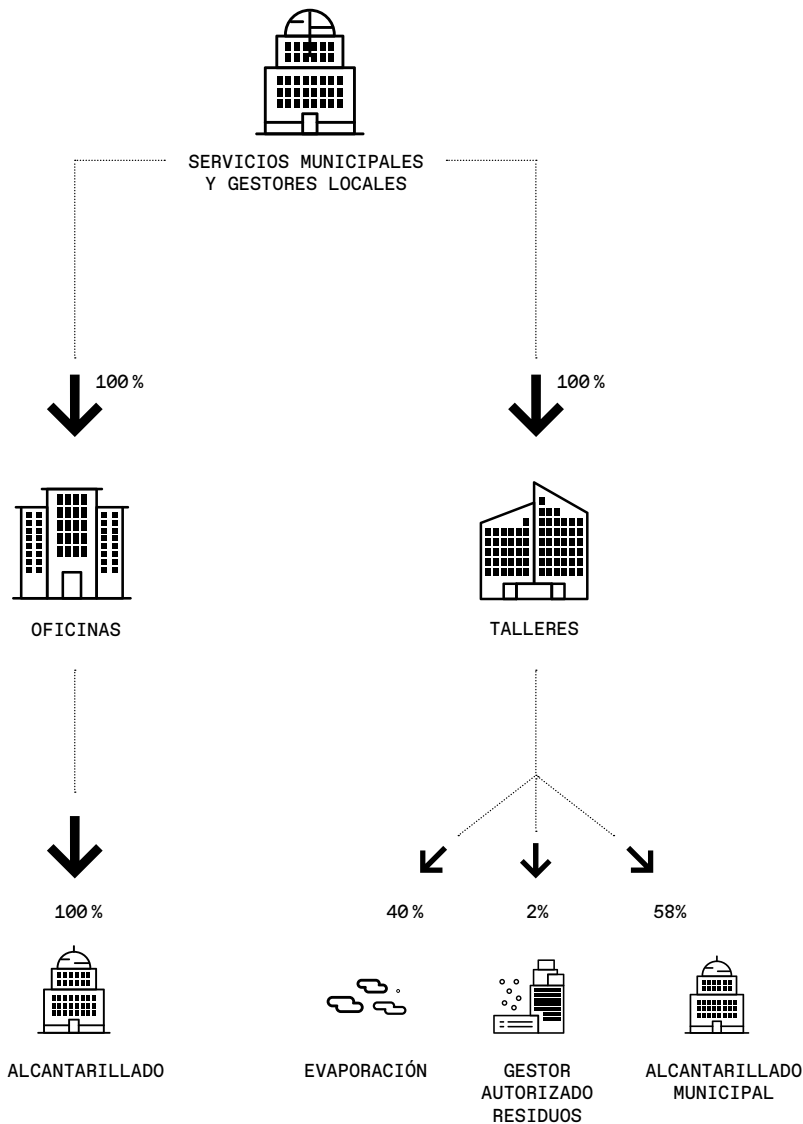 SERVICIOS MUNICIPALES
Y GESTORES LOCALES
100 %
100 %
OFICINAS
TALLERES
100 %
40 %
2%
58%
ALCANTARILLADO
EVAPORACIÓN
GESTOR
AUTORIZADO
RESIDUOS
ALCANTARILLADO
MUNICIPAL